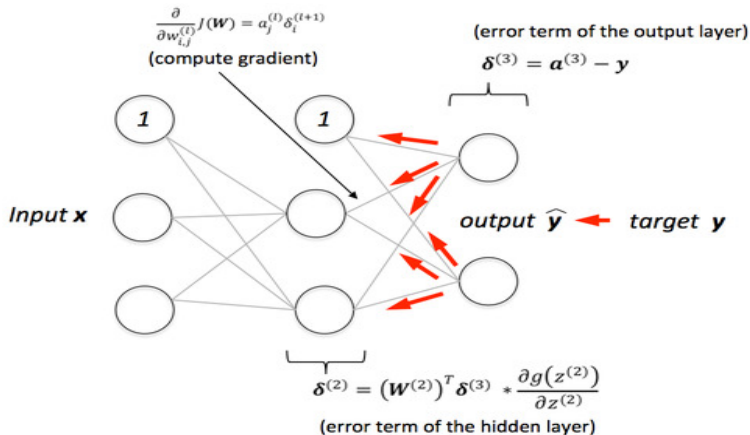 ∂/∂w_{i,j}^{(l)} J(W) = a_j^{(l)} δ_i^{(l+1)}
(compute gradient)
(error term of the output layer)
δ^{(3)} = a^{(3)} − y
1
1
Input x
output ŷ
target y
δ^{(2)} = (W^{(2)})^T δ^{(3)} * ∂g(z^{(2)})/∂z^{(2)}
(error term of the hidden layer)